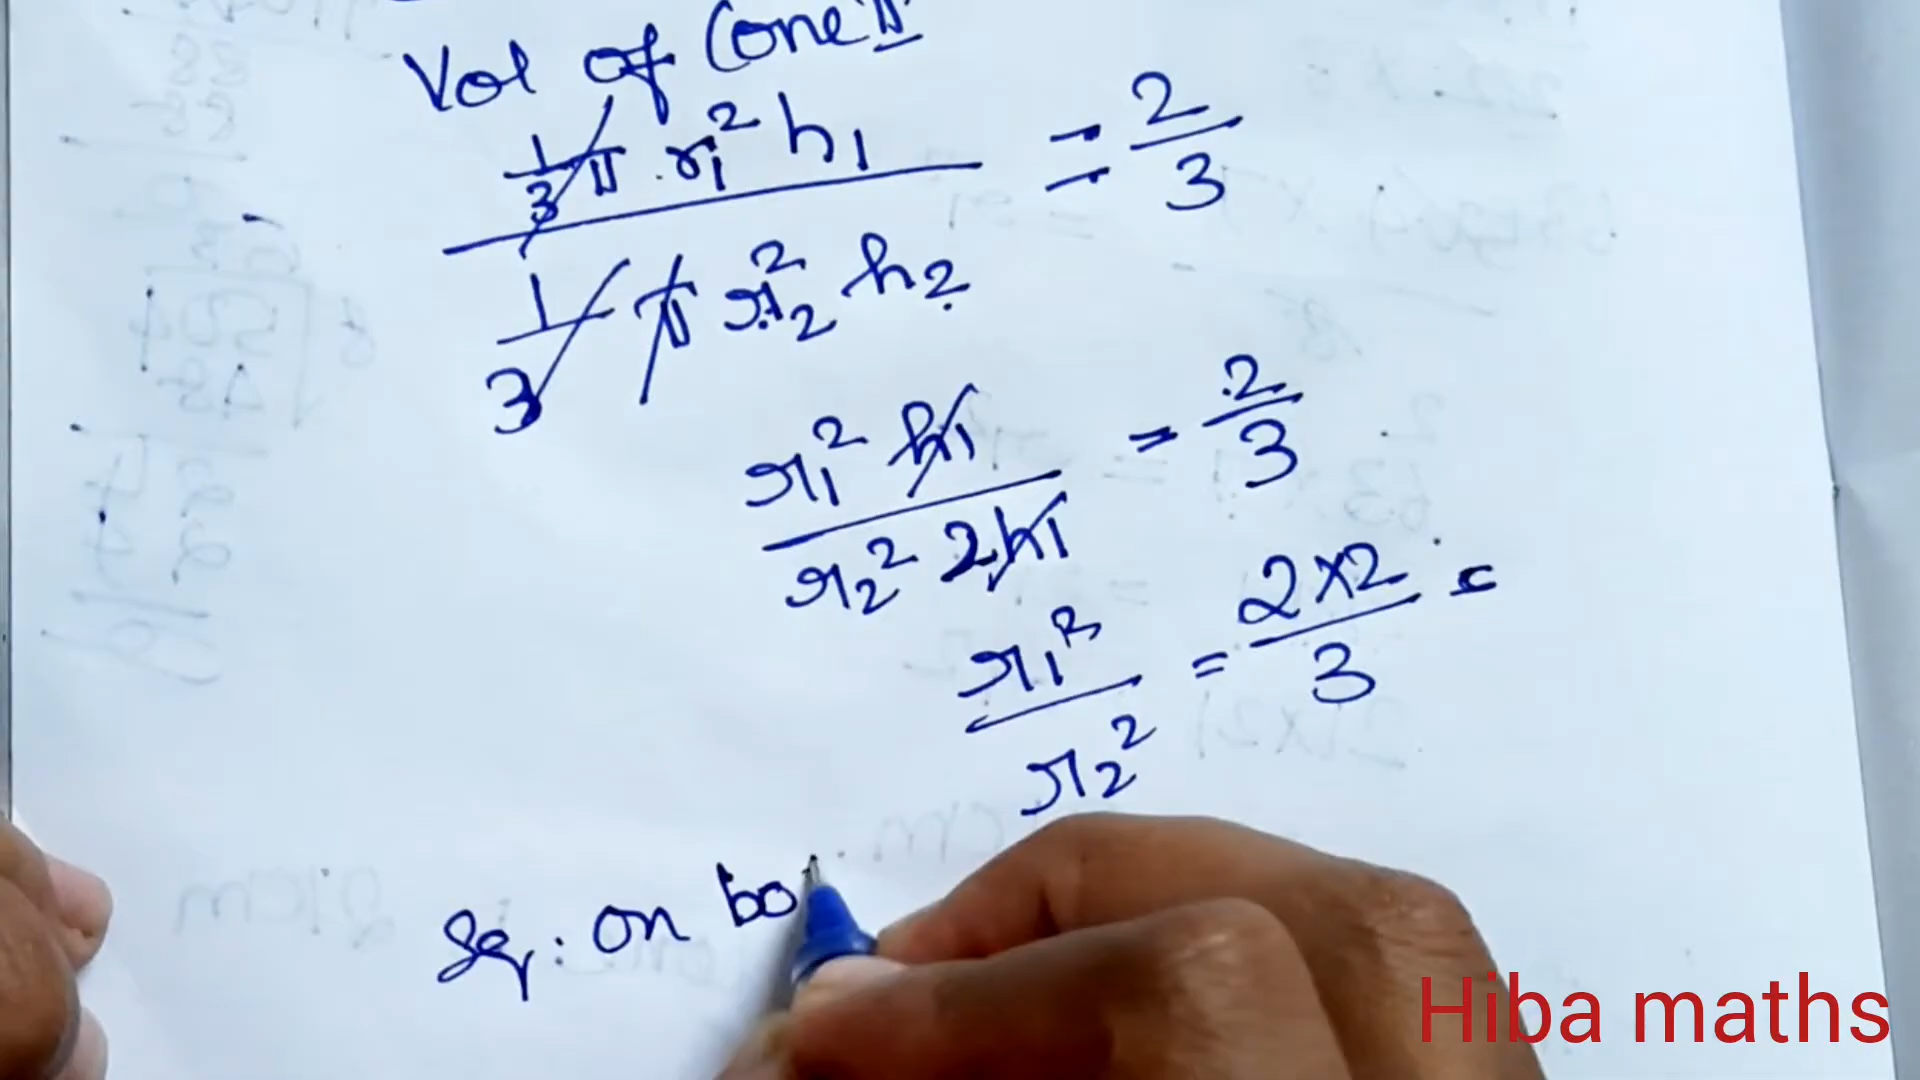 Vol of Cone II
1/3 π r₁² h₁ / 1/3 π r₂² h₂ = 2/3
r₁² h₁ / r₂² 2h₁ = 2/3
r₁² / r₂² = 2×2 / 3 =
Sq: on bo
Hiba maths